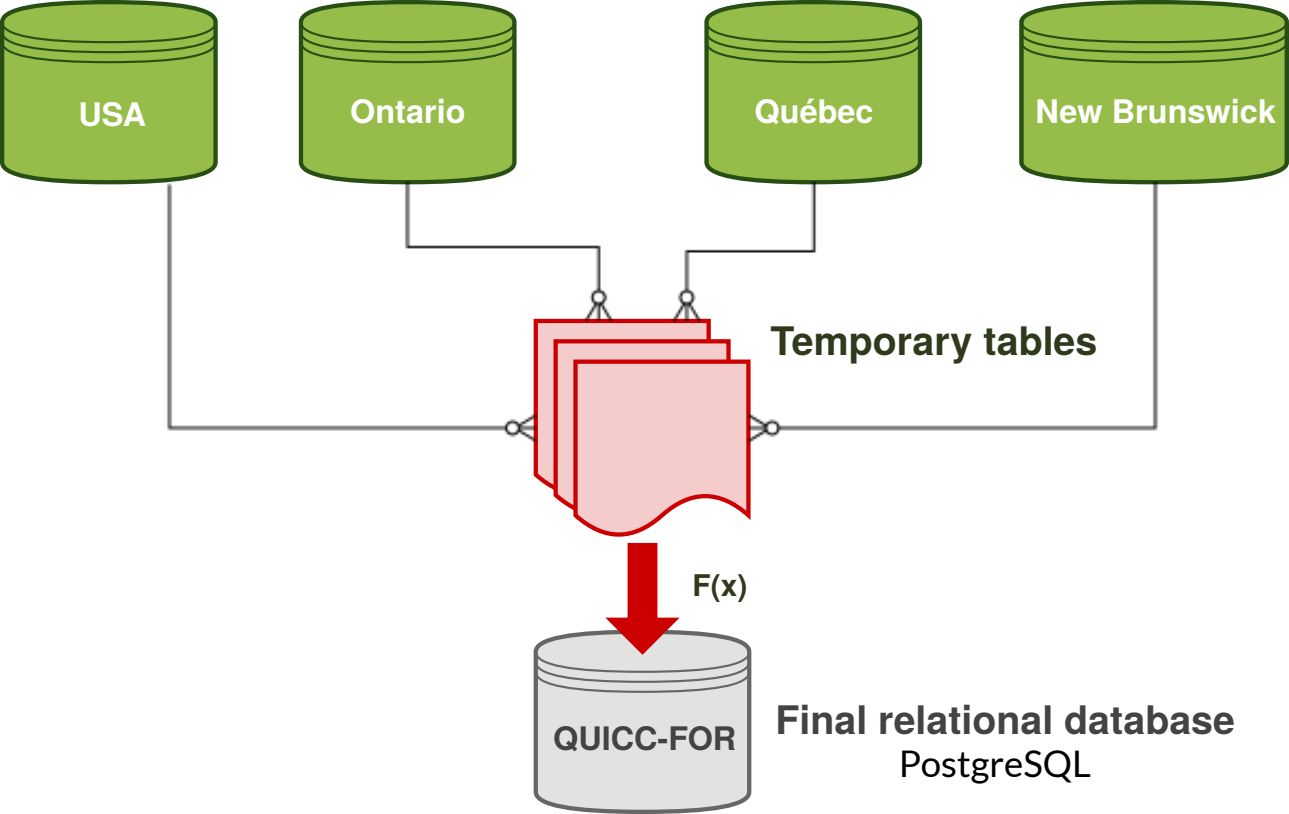 USA
Ontario
Québec
New Brunswick
Temporary tables
F(x)
QUICC-FOR
Final relational database
PostgreSQL